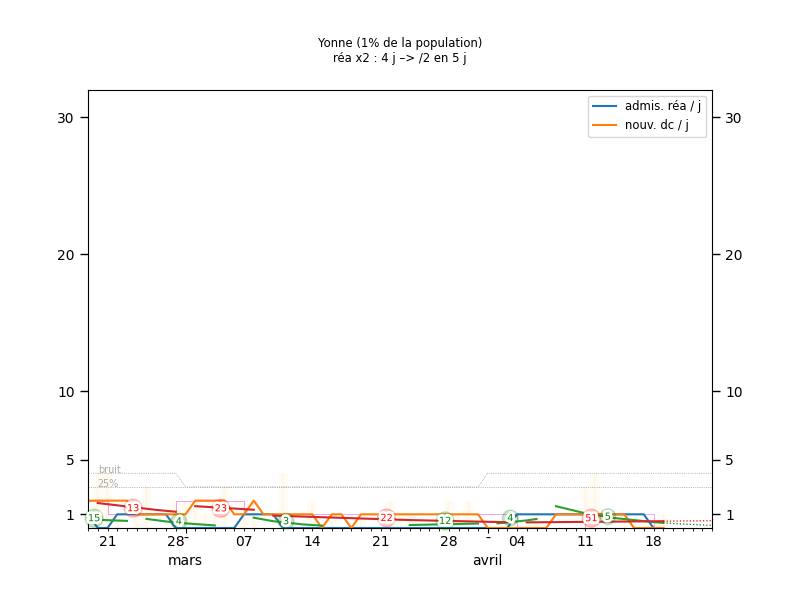 Yonne (1% de la population)
réa x2 : 4 j –> /2 en 5 j
admis. réa / j
nouv. dc / j
30 30
20 20
10 10
5 5
bruit
25%
1 1
15 13 4 23 3 22 12 4 51 5
21 28 07 14 21 28 04 11 18
mars avril